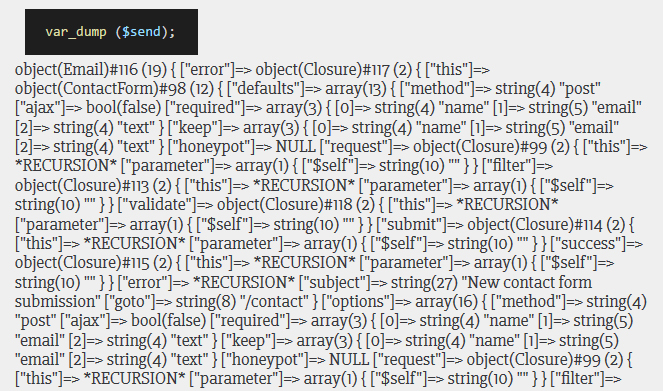 var_dump ($send);
object(Email)#116 (19) { ["error"]=> object(Closure)#117 (2) { ["this"]=>
object(ContactForm)#98 (12) { ["defaults"]=> array(13) { ["method"]=> string(4) "post"
["ajax"]=> bool(false) ["required"]=> array(3) { [0]=> string(4) "name" [1]=> string(5) "email"
[2]=> string(4) "text" } ["keep"]=> array(3) { [0]=> string(4) "name" [1]=> string(5) "email"
[2]=> string(4) "text" } ["honeypot"]=> NULL ["request"]=> object(Closure)#99 (2) { ["this"]=>
*RECURSION* ["parameter"]=> array(1) { ["$self"]=> string(10) "" } } ["filter"]=>
object(Closure)#113 (2) { ["this"]=> *RECURSION* ["parameter"]=> array(1) { ["$self"]=>
string(10) "" } } ["validate"]=> object(Closure)#118 (2) { ["this"]=> *RECURSION*
["parameter"]=> array(1) { ["$self"]=> string(10) "" } } ["submit"]=> object(Closure)#114 (2) {
["this"]=> *RECURSION* ["parameter"]=> array(1) { ["$self"]=> string(10) "" } } ["success"]=>
object(Closure)#115 (2) { ["this"]=> *RECURSION* ["parameter"]=> array(1) { ["$self"]=>
string(10) "" } } ["error"]=> *RECURSION* ["subject"]=> string(27) "New contact form
submission" ["goto"]=> string(8) "/contact" } ["options"]=> array(16) { ["method"]=> string(4)
"post" ["ajax"]=> bool(false) ["required"]=> array(3) { [0]=> string(4) "name" [1]=> string(5)
"email" [2]=> string(4) "text" } ["keep"]=> array(3) { [0]=> string(4) "name" [1]=> string(5)
"email" [2]=> string(4) "text" } ["honeypot"]=> NULL ["request"]=> object(Closure)#99 (2) {
["this"]=> *RECURSION* ["parameter"]=> array(1) { ["$self"]=> string(10) "" } } ["filter"]=>